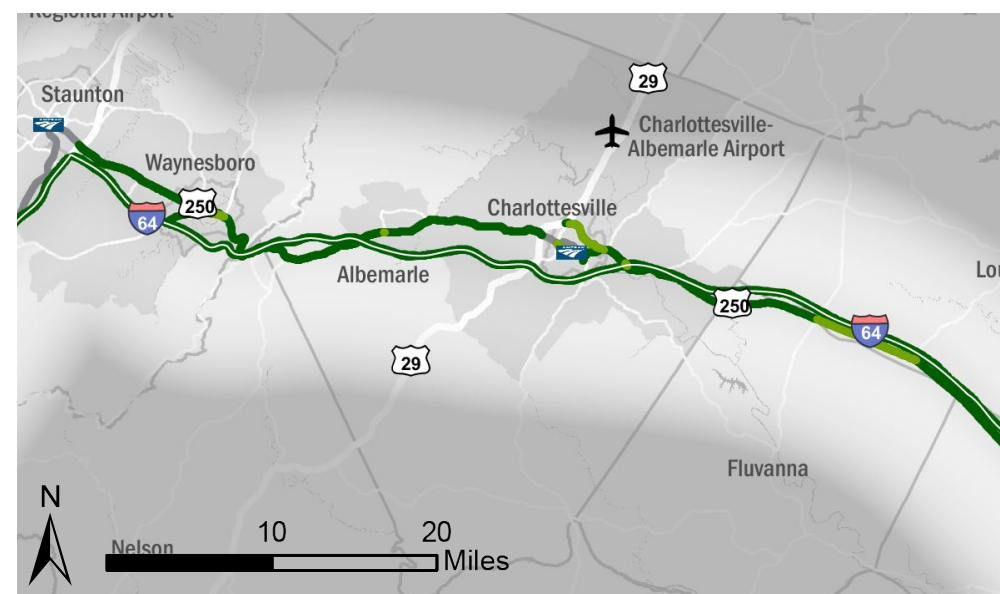 Regional Airport
Staunton
29
Charlottesville-
Albemarle Airport
Waynesboro
250
64
Charlottesville
Albemarle
250
64
29
Fluvanna
N
10
20
Nelson
Miles